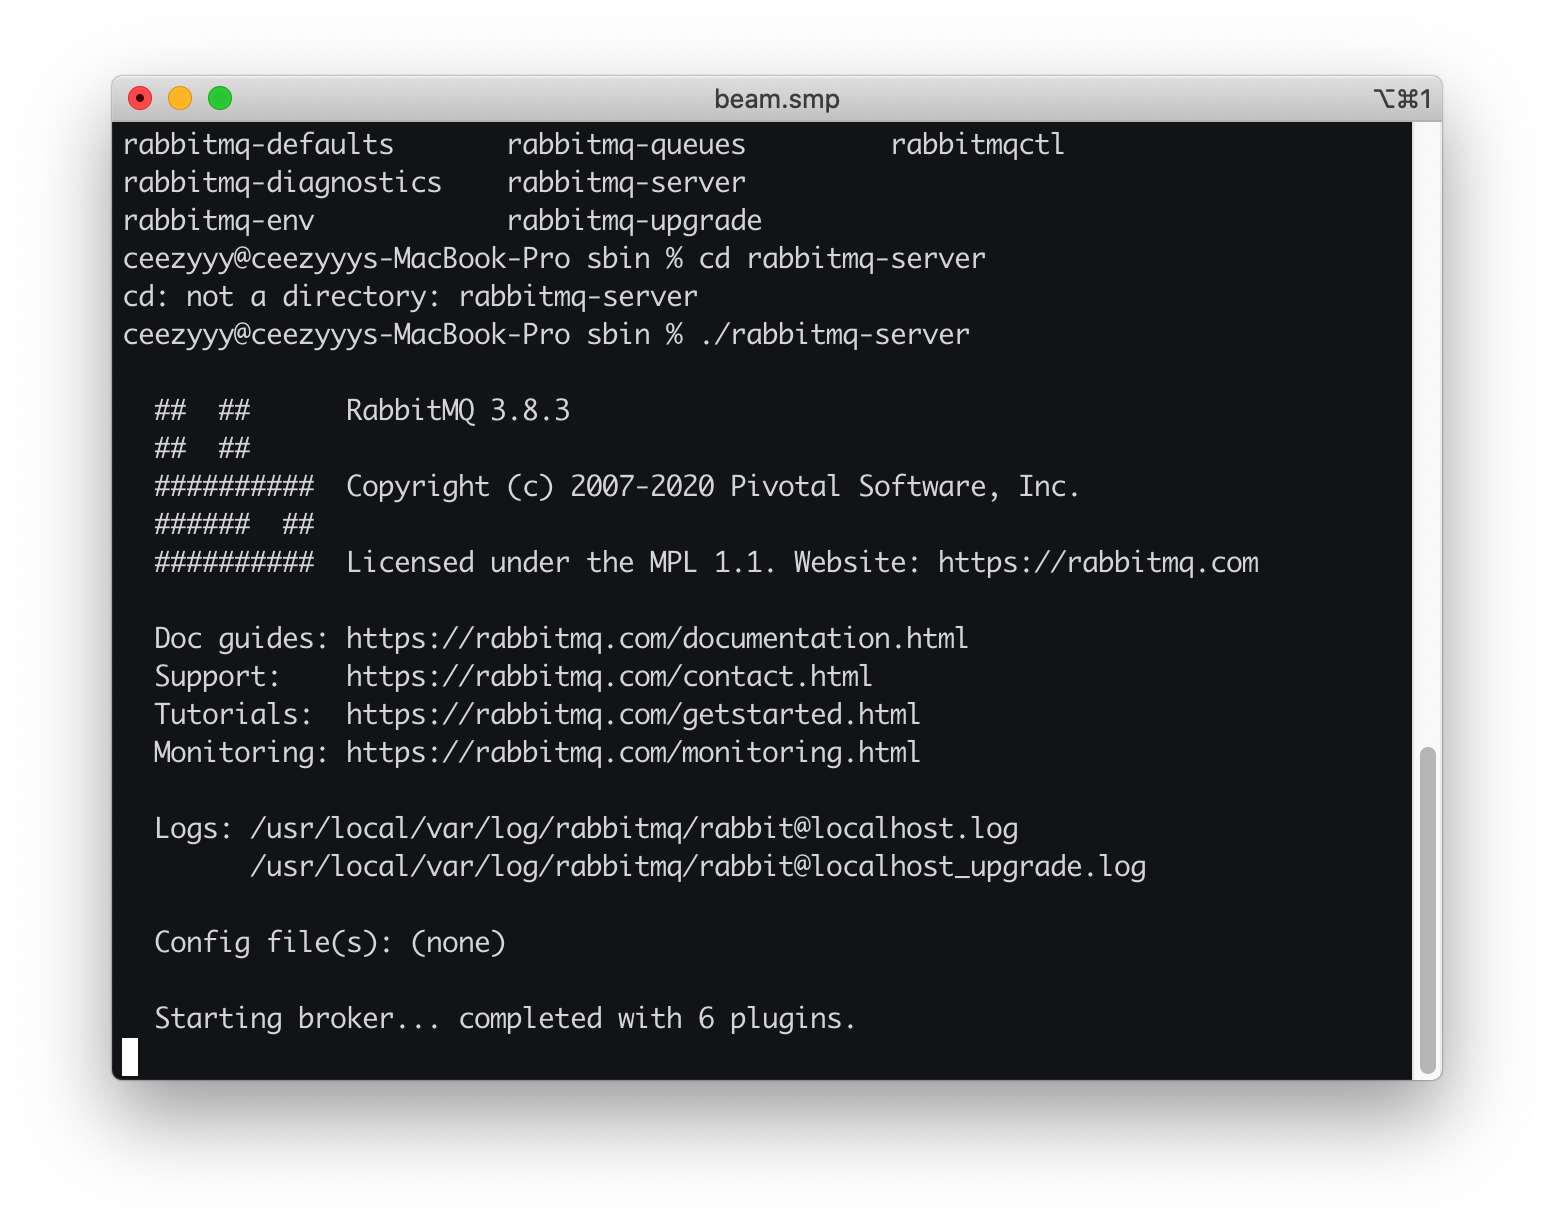 beam.smp ⌥⌘1
rabbitmq-defaults       rabbitmq-queues         rabbitmqctl
rabbitmq-diagnostics    rabbitmq-server
rabbitmq-env            rabbitmq-upgrade
ceezyyy@ceezyyys-MacBook-Pro sbin % cd rabbitmq-server
cd: not a directory: rabbitmq-server
ceezyyy@ceezyyys-MacBook-Pro sbin % ./rabbitmq-server

  ##  ##      RabbitMQ 3.8.3
  ##  ##
  ##########  Copyright (c) 2007-2020 Pivotal Software, Inc.
  ######  ##
  ##########  Licensed under the MPL 1.1. Website: https://rabbitmq.com

  Doc guides: https://rabbitmq.com/documentation.html
  Support:    https://rabbitmq.com/contact.html
  Tutorials:  https://rabbitmq.com/getstarted.html
  Monitoring: https://rabbitmq.com/monitoring.html

  Logs: /usr/local/var/log/rabbitmq/rabbit@localhost.log
        /usr/local/var/log/rabbitmq/rabbit@localhost_upgrade.log

  Config file(s): (none)

  Starting broker... completed with 6 plugins.